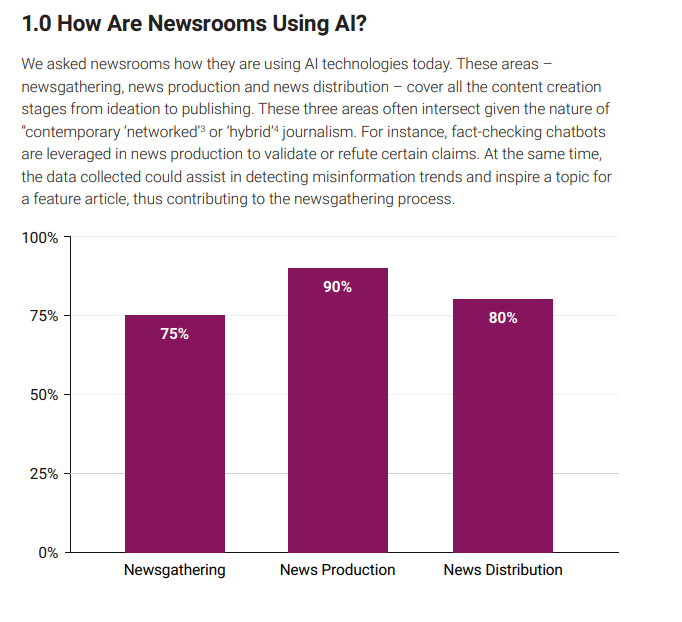 1.0 How Are Newsrooms Using AI?
We asked newsrooms how they are using AI technologies today. These areas –
newsgathering, news production and news distribution – cover all the content creation
stages from ideation to publishing. These three areas often intersect given the nature of
“contemporary ‘networked’³ or ‘hybrid’⁴ journalism. For instance, fact-checking chatbots
are leveraged in news production to validate or refute certain claims. At the same time,
the data collected could assist in detecting misinformation trends and inspire a topic for
a feature article, thus contributing to the newsgathering process.
100%
75%
50%
25%
0%
75%
90%
80%
Newsgathering
News Production
News Distribution